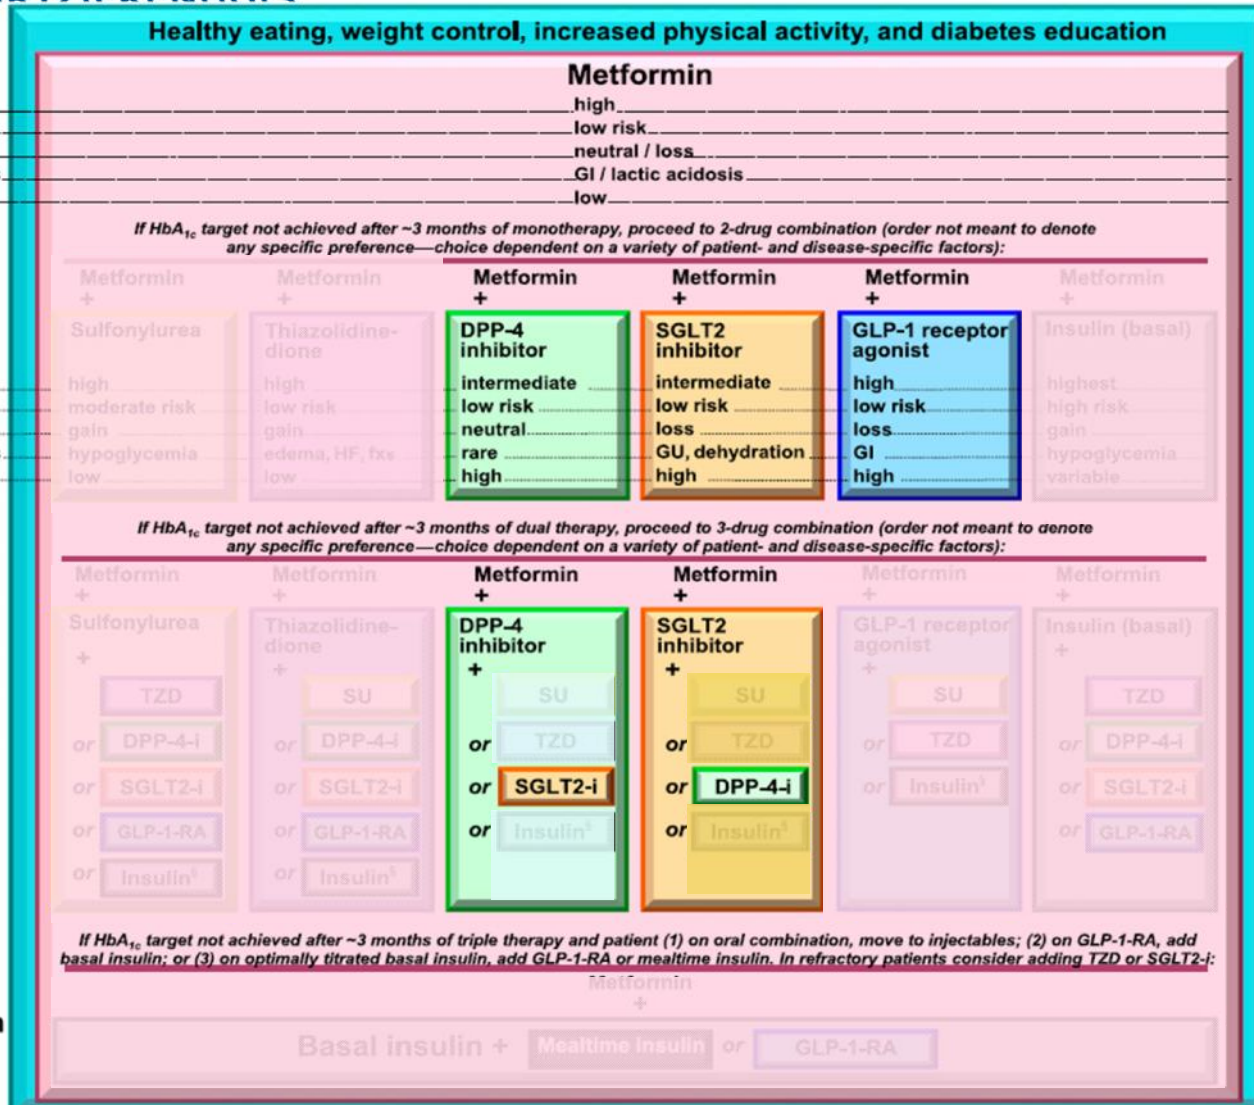 Healthy eating, weight control, increased physical activity, and diabetes education
Metformin
high
low risk
neutral / loss
GI / lactic acidosis
low
If HbA1c target not achieved after ~3 months of monotherapy, proceed to 2-drug combination (order not meant to denote
any specific preference—choice dependent on a variety of patient- and disease-specific factors):
Metformin
+
Sulfonylurea
high
moderate risk
gain
hypoglycemia
low
Metformin
+
Thiazolidine-
dione
high
low risk
gain
edema, HF, fxs
low
Metformin
+
DPP-4
inhibitor
intermediate
low risk
neutral
rare
high
Metformin
+
SGLT2
inhibitor
intermediate
low risk
loss
GU, dehydration
high
Metformin
+
GLP-1 receptor
agonist
high
low risk
loss
GI
high
Metformin
+
Insulin (basal)
highest
high risk
gain
hypoglycemia
variable
If HbA1c target not achieved after ~3 months of dual therapy, proceed to 3-drug combination (order not meant to denote
any specific preference—choice dependent on a variety of patient- and disease-specific factors):
Metformin
+
Sulfonylurea
+
TZD
or DPP-4-i
or SGLT2-i
or GLP-1-RA
or Insulin§
Metformin
+
Thiazolidine-
dione
+
SU
or DPP-4-i
or SGLT2-i
or GLP-1-RA
or Insulin§
Metformin
+
DPP-4
inhibitor
+
SU
or TZD
or SGLT2-i
or Insulin§
Metformin
+
SGLT2
inhibitor
+
SU
or TZD
or DPP-4-i
or Insulin§
Metformin
+
GLP-1 receptor
agonist
+
SU
or TZD
or Insulin§
Metformin
+
Insulin (basal)
+
TZD
or DPP-4-i
or SGLT2-i
or GLP-1-RA
If HbA1c target not achieved after ~3 months of triple therapy and patient (1) on oral combination, move to injectables; (2) on GLP-1-RA, add
basal insulin; or (3) on optimally titrated basal insulin, add GLP-1-RA or mealtime insulin. In refractory patients consider adding TZD or SGLT2-i:
Metformin
+
Basal insulin + Mealtime Insulin or GLP-1-RA